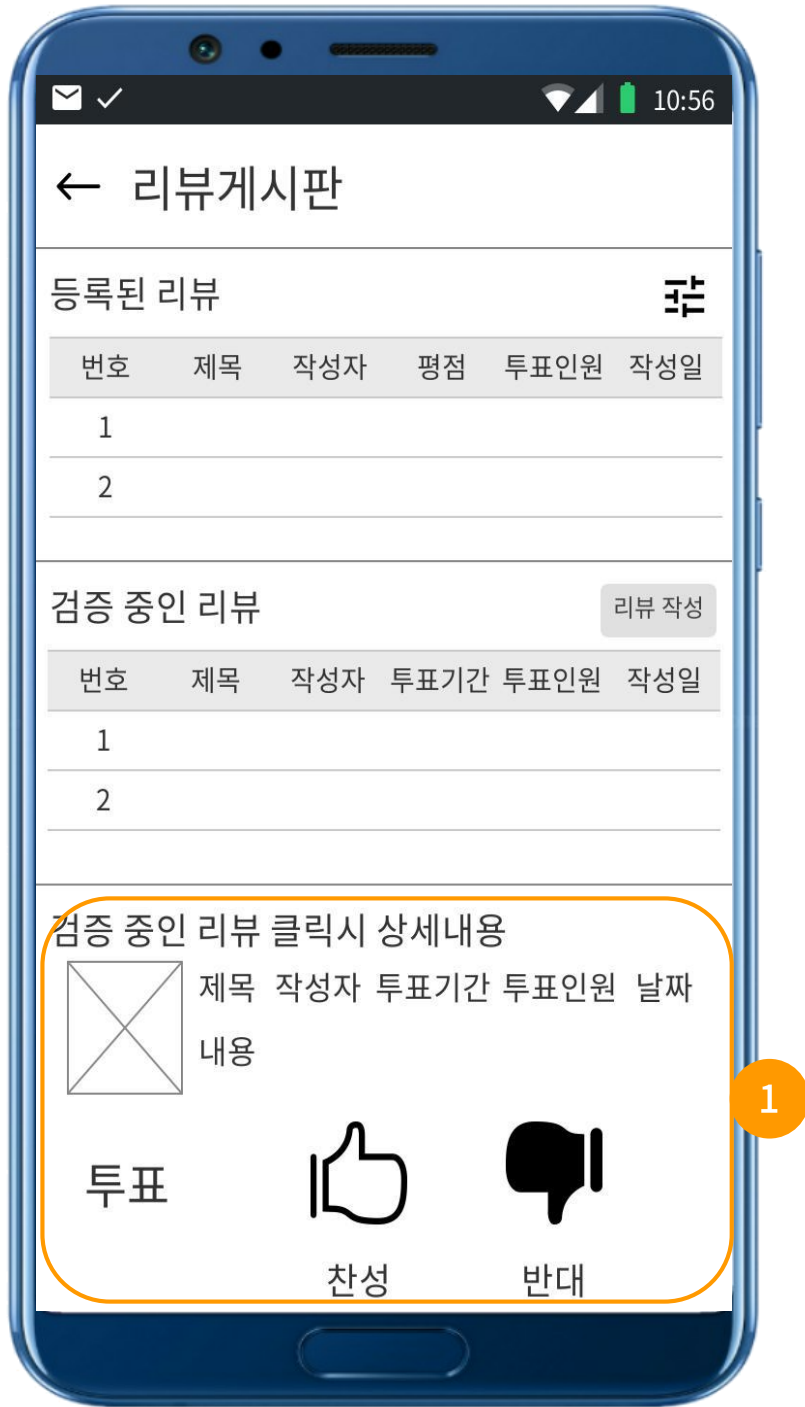 10:56
리뷰게시판
등록된 리뷰
번호 제목 작성자 평점 투표인원 작성일
1
2
검증 중인 리뷰 리뷰 작성
번호 제목 작성자 투표기간 투표인원 작성일
1
2
검증 중인 리뷰 클릭시 상세내용
제목 작성자 투표기간 투표인원 날짜
내용
1
투표
찬성 반대